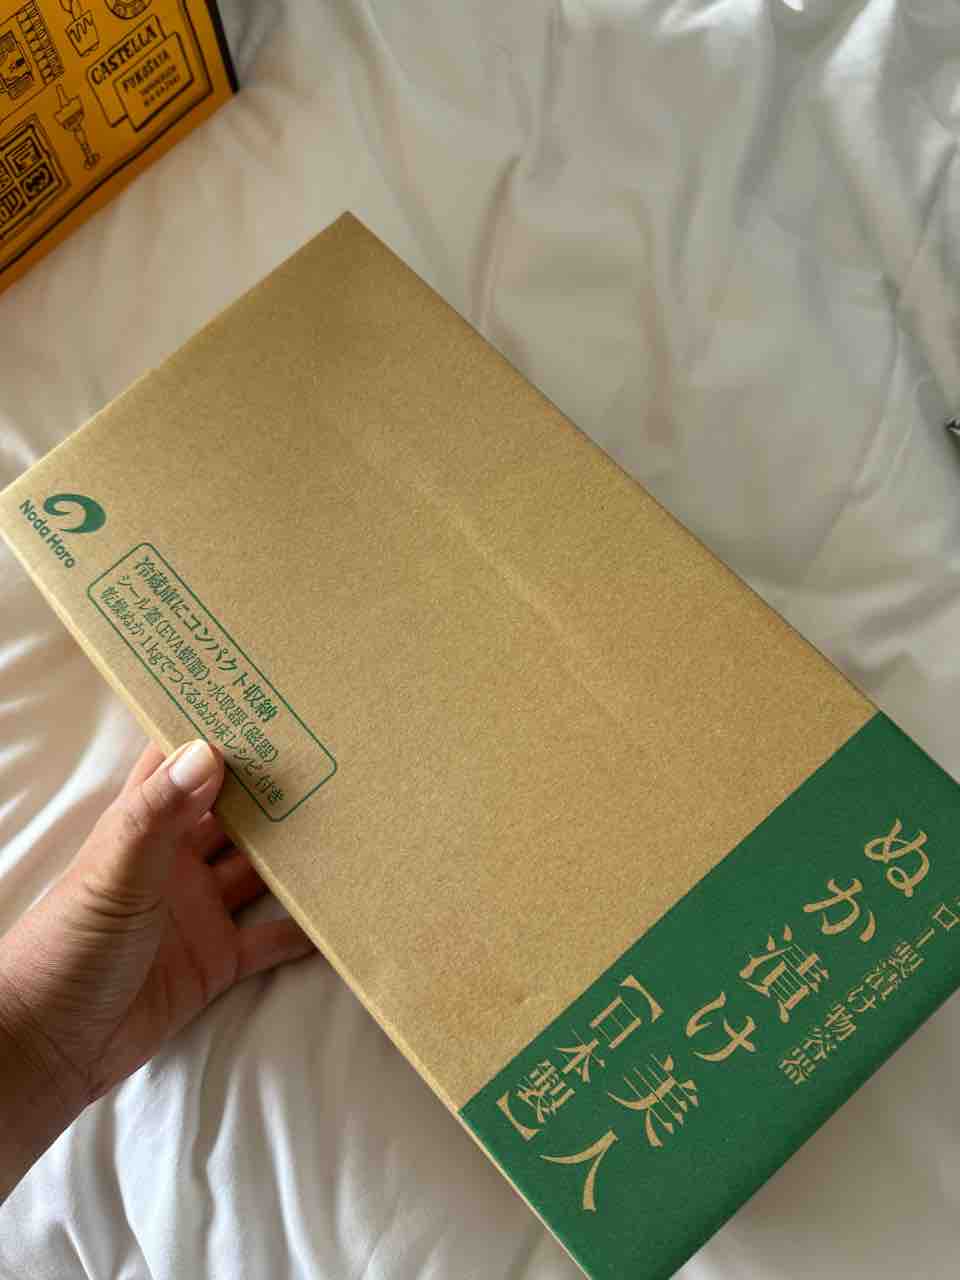 CASTELLA
FUKUSAYA
Noda Horo
冷蔵庫にコンパクト収納
シール蓋(EVA樹脂)・水取器(磁器)
乾燥ぬか1kgでつくるぬか味レシピ付き
ロー製漬け物容器
ぬか漬け美人
【日本製】